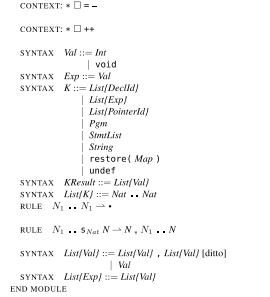 CONTEXT: * □ = –
CONTEXT: * □ ++
SYNTAX Val ::= Int
| void
SYNTAX Exp ::= Val
SYNTAX K ::= List{DeclId}
| List{Exp}
| List{PointerId}
| Pgm
| StmtList
| String
| restore( Map )
| undef
SYNTAX KResult ::= List{Val}
SYNTAX List{K} ::= Nat .. Nat
RULE N₁ .. N₁ ⇀ •
RULE N₁ .. sNat N ⇀ N , N₁ .. N
SYNTAX List{Val} ::= List{Val} , List{Val} [ditto]
| Val
SYNTAX List{Exp} ::= List{Val}
END MODULE